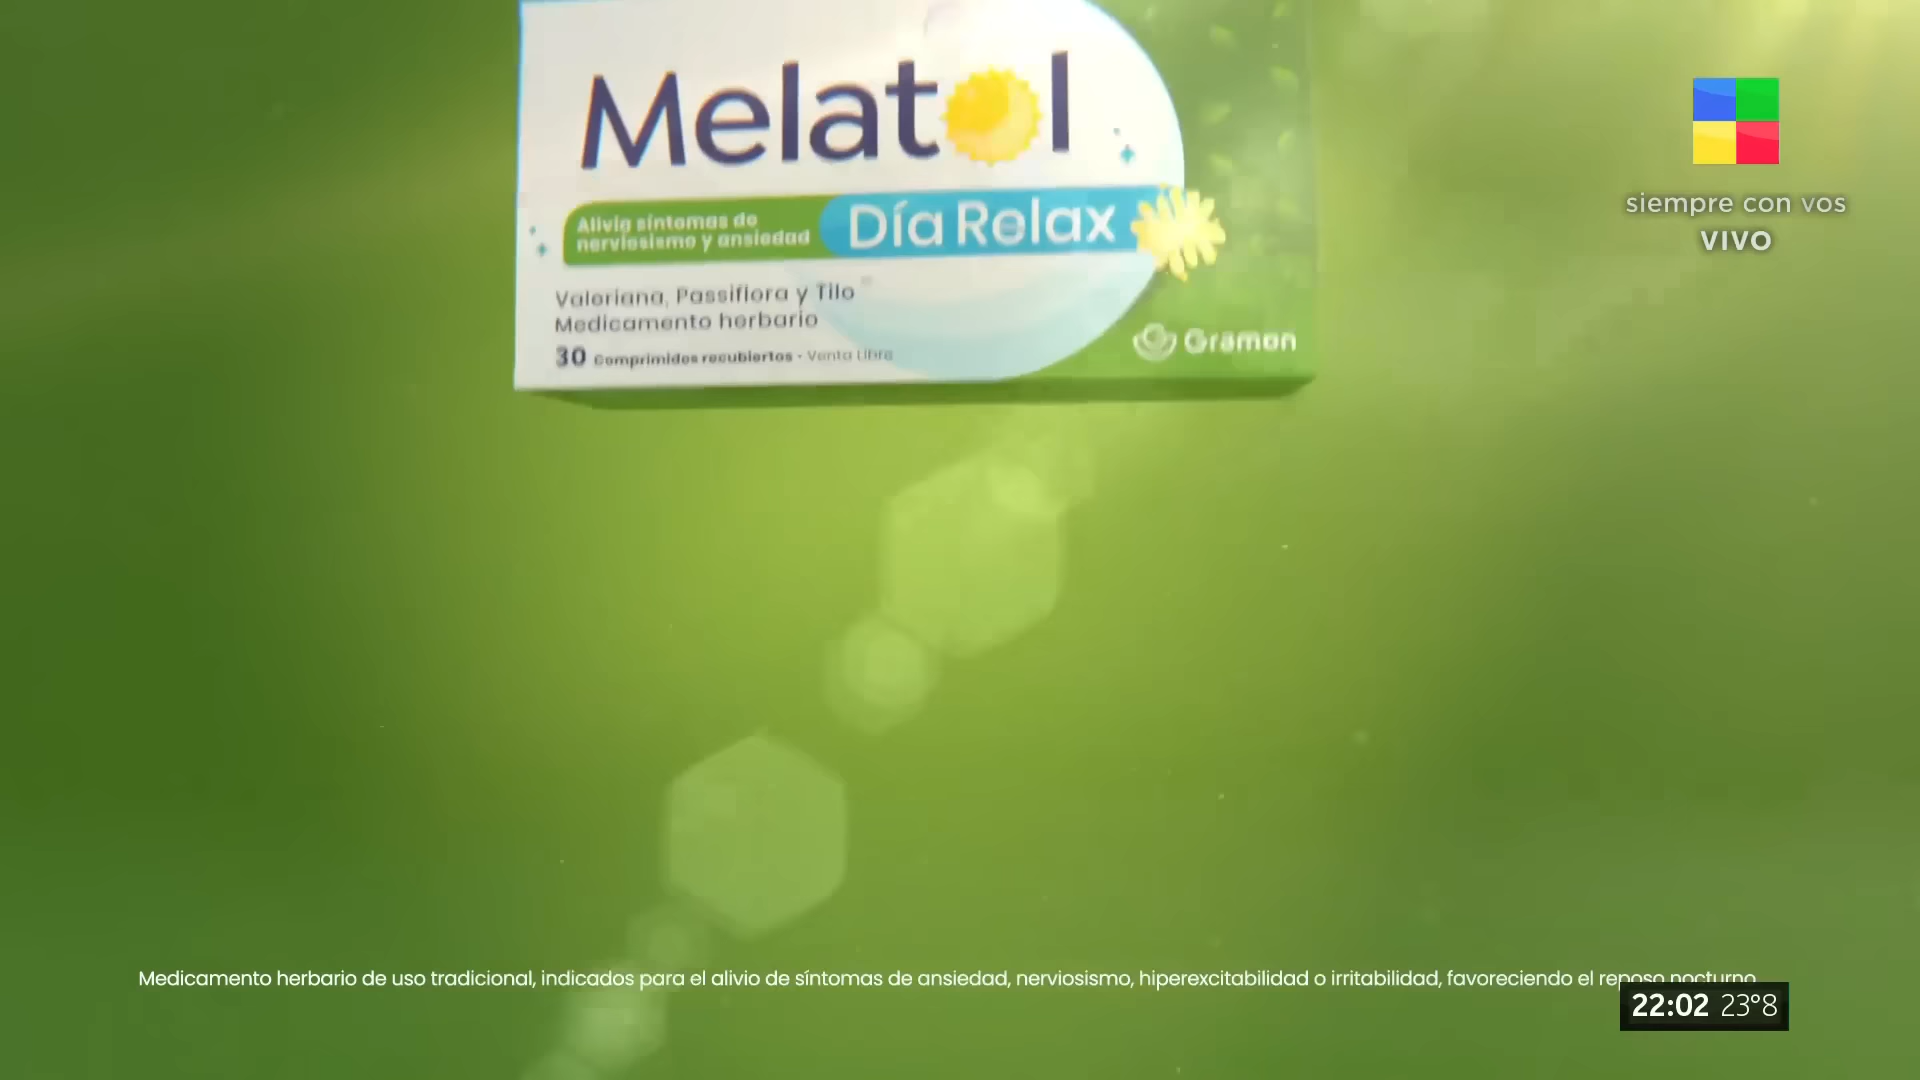 Melatol
Alivia síntomas de
nerviosismo y ansiedad
Día Relax
Valeriana, Passiflora y Tilo
Medicamento herbario
30 Comprimidos recubiertos - Venta Libre
Gramon
siempre con vos
VIVO
Medicamento herbario de uso tradicional, indicados para el alivio de síntomas de ansiedad, nerviosismo, hiperexcitabilidad o irritabilidad, favoreciendo el reposo nocturno.
22:02 23°8